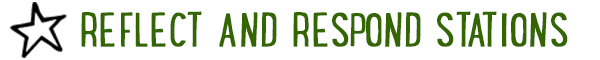 REFLECT AND RESPOND STATIONS